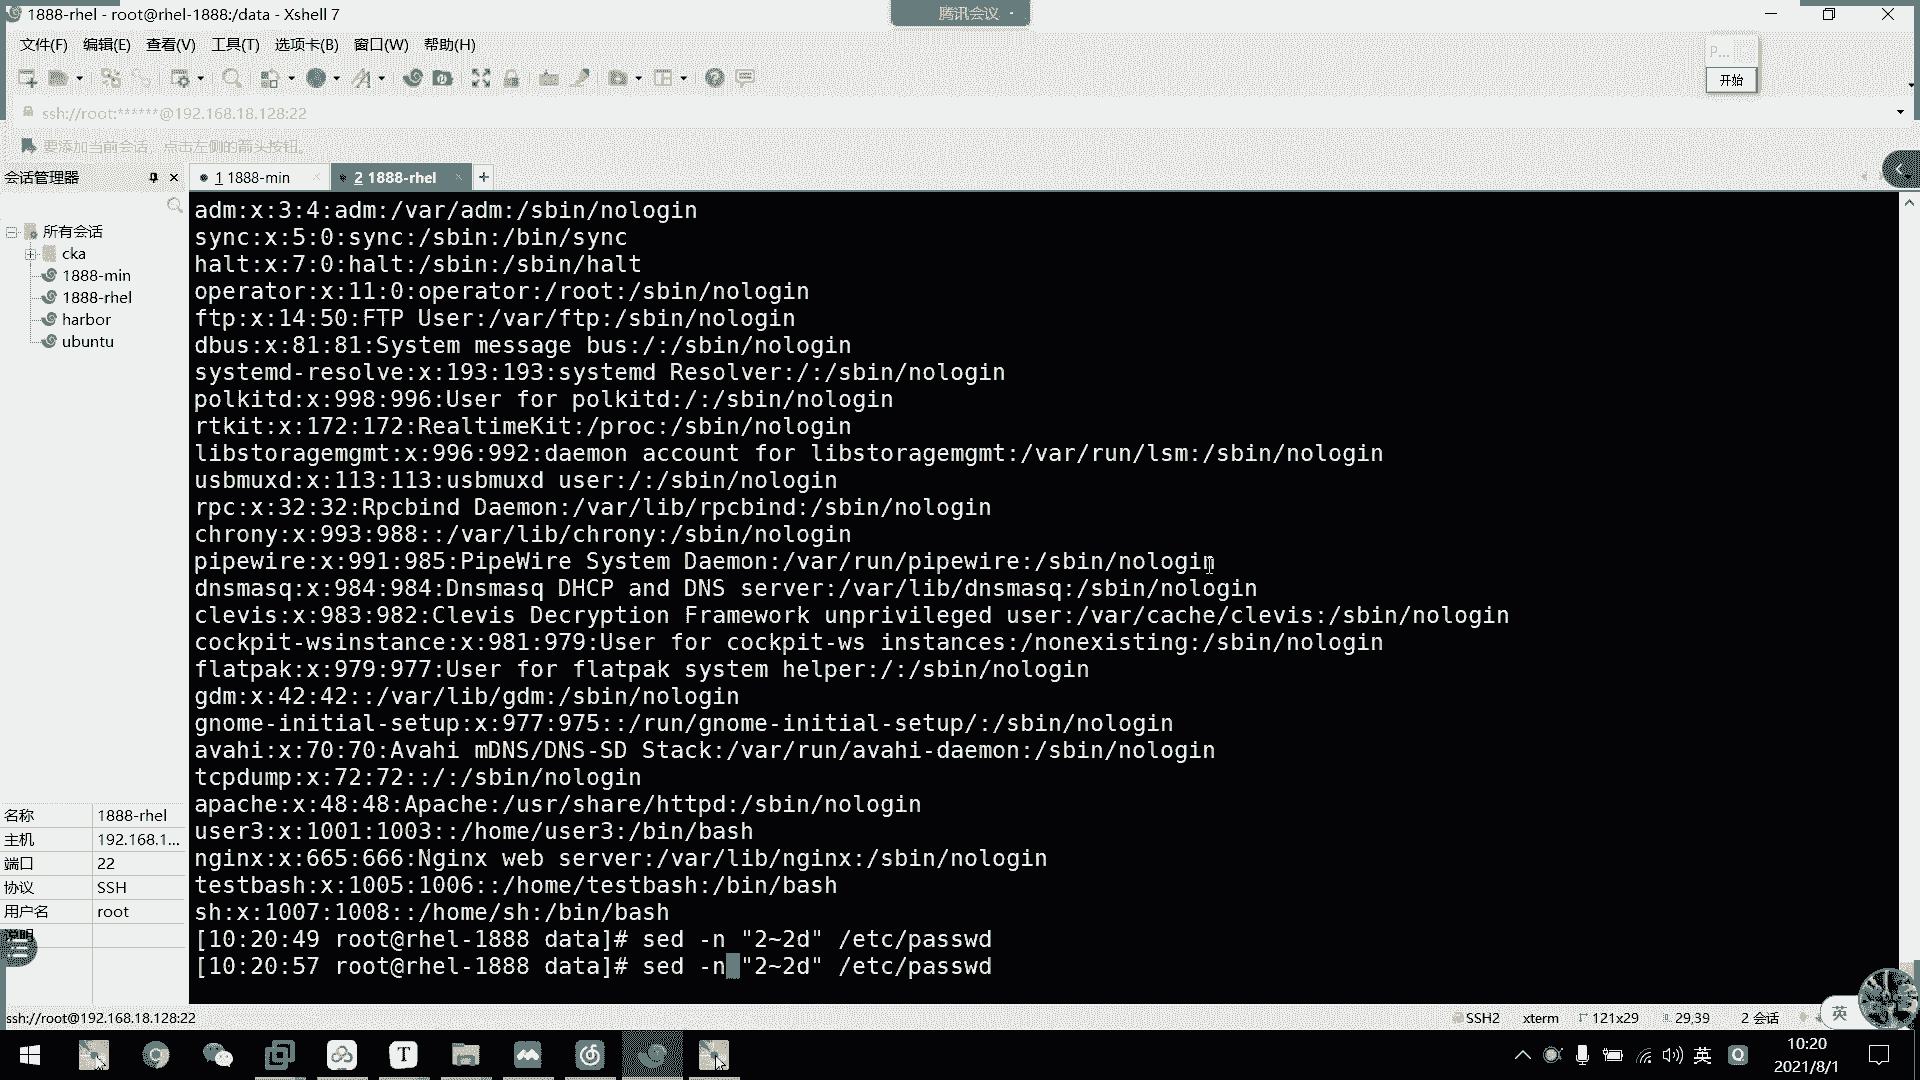 1888-rhel - root@rhel-1888:/data - Xshell 7
腾讯会议
文件(F) 编辑(E) 查看(V) 工具(T) 选项卡(B) 窗口(W) 帮助(H)
P...
开始
ssh://root:******@192.168.18.128:22
要添加当前会话，点击左侧的箭头按钮。
会话管理器
1 1888-min
2 1888-rhel
所有会话
cka
1888-min
1888-rhel
harbor
ubuntu
adm:x:3:4:adm:/var/adm:/sbin/nologin
sync:x:5:0:sync:/sbin:/bin/sync
halt:x:7:0:halt:/sbin:/sbin/halt
operator:x:11:0:operator:/root:/sbin/nologin
ftp:x:14:50:FTP User:/var/ftp:/sbin/nologin
dbus:x:81:81:System message bus:/:/sbin/nologin
systemd-resolve:x:193:193:systemd Resolver:/:/sbin/nologin
polkitd:x:998:996:User for polkitd:/:/sbin/nologin
rtkit:x:172:172:RealtimeKit:/proc:/sbin/nologin
libstoragemgmt:x:996:992:daemon account for libstoragemgmt:/var/run/lsm:/sbin/nologin
usbmuxd:x:113:113:usbmuxd user:/:/sbin/nologin
rpc:x:32:32:Rpcbind Daemon:/var/lib/rpcbind:/sbin/nologin
chrony:x:993:988::/var/lib/chrony:/sbin/nologin
pipewire:x:991:985:PipeWire System Daemon:/var/run/pipewire:/sbin/nologin
dnsmasq:x:984:984:Dnsmasq DHCP and DNS server:/var/lib/dnsmasq:/sbin/nologin
clevis:x:983:982:Clevis Decryption Framework unprivileged user:/var/cache/clevis:/sbin/nologin
cockpit-wsinstance:x:981:979:User for cockpit-ws instances:/nonexisting:/sbin/nologin
flatpak:x:979:977:User for flatpak system helper:/:/sbin/nologin
gdm:x:42:42::/var/lib/gdm:/sbin/nologin
gnome-initial-setup:x:977:975::/run/gnome-initial-setup/:/sbin/nologin
avahi:x:70:70:Avahi mDNS/DNS-SD Stack:/var/run/avahi-daemon:/sbin/nologin
tcpdump:x:72:72::/:/sbin/nologin
apache:x:48:48:Apache:/usr/share/httpd:/sbin/nologin
user3:x:1001:1003::/home/user3:/bin/bash
nginx:x:665:666:Nginx web server:/var/lib/nginx:/sbin/nologin
testbash:x:1005:1006::/home/testbash:/bin/bash
sh:x:1007:1008::/home/sh:/bin/bash
[10:20:49 root@rhel-1888 data]# sed -n "2~2d" /etc/passwd
[10:20:57 root@rhel-1888 data]# sed -n "2~2d" /etc/passwd
名称 1888-rhel
主机 192.168.1...
端口 22
协议 SSH
用户名 root
说明
ssh://root@192.168.18.128:22
SSH2 xterm 121x29 29,39 2 会话
英
英
10:20
2021/8/1